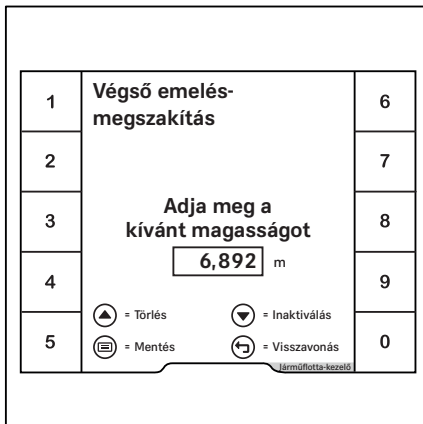 Végső emelés-
megszakítás
1
2
3
4
5
6
7
8
9
0
Adja meg a
kívánt magasságot
6,892 m
= Törlés
= Inaktiválás
= Mentés
= Visszavonás
Járműflotta-kezelő